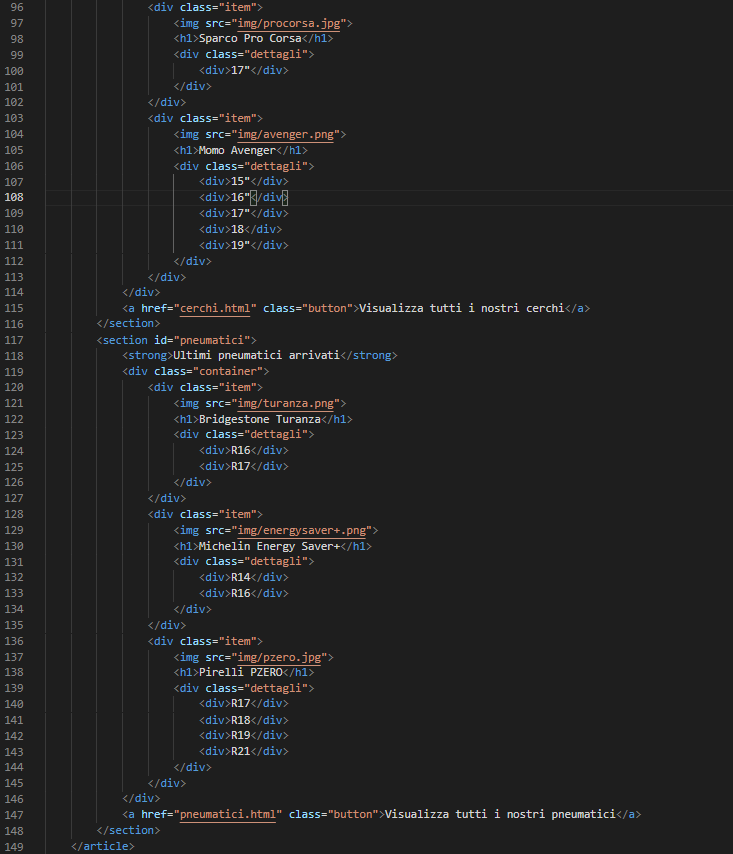 96 <div class="item">
97 <img src="img/procorsa.jpg">
98 <h1>Sparco Pro Corsa</h1>
99 <div class="dettagli">
100 <div>17"</div>
101 </div>
102 </div>
103 <div class="item">
104 <img src="img/avenger.png">
105 <h1>Momo Avenger</h1>
106 <div class="dettagli">
107 <div>15"</div>
108 <div>16"</div>
109 <div>17"</div>
110 <div>18</div>
111 <div>19"</div>
112 </div>
113 </div>
114 </div>
115 <a href="cerchi.html" class="button">Visualizza tutti i nostri cerchi</a>
116 </section>
117 <section id="pneumatici">
118 <strong>Ultimi pneumatici arrivati</strong>
119 <div class="container">
120 <div class="item">
121 <img src="img/turanza.png">
122 <h1>Bridgestone Turanza</h1>
123 <div class="dettagli">
124 <div>R16</div>
125 <div>R17</div>
126 </div>
127 </div>
128 <div class="item">
129 <img src="img/energysaver+.png">
130 <h1>Michelin Energy Saver+</h1>
131 <div class="dettagli">
132 <div>R14</div>
133 <div>R16</div>
134 </div>
135 </div>
136 <div class="item">
137 <img src="img/pzero.jpg">
138 <h1>Pirelli PZERO</h1>
139 <div class="dettagli">
140 <div>R17</div>
141 <div>R18</div>
142 <div>R19</div>
143 <div>R21</div>
144 </div>
145 </div>
146 </div>
147 <a href="pneumatici.html" class="button">Visualizza tutti i nostri pneumatici</a>
148 </section>
149 </article>